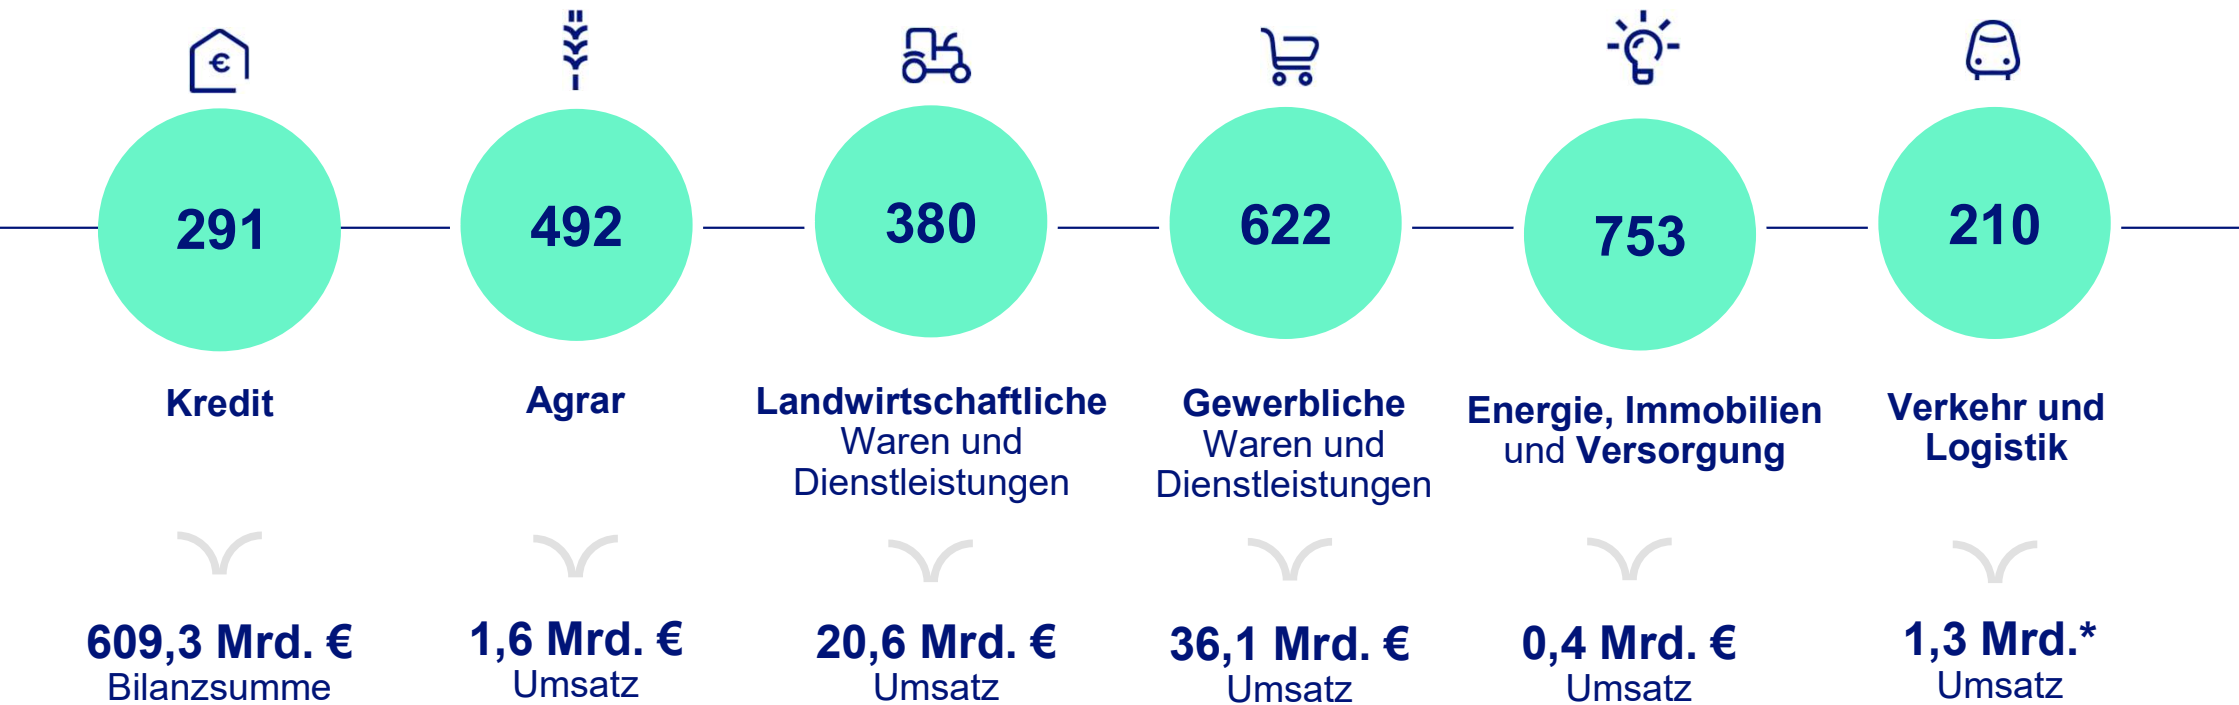 €
291
Kredit
609,3 Mrd. €
Bilanzsumme
492
Agrar
1,6 Mrd. €
Umsatz
380
Landwirtschaftliche
Waren und
Dienstleistungen
20,6 Mrd. €
Umsatz
622
Gewerbliche
Waren und
Dienstleistungen
36,1 Mrd. €
Umsatz
753
Energie, Immobilien
und Versorgung
0,4 Mrd. €
Umsatz
210
Verkehr und
Logistik
1,3 Mrd.*
Umsatz